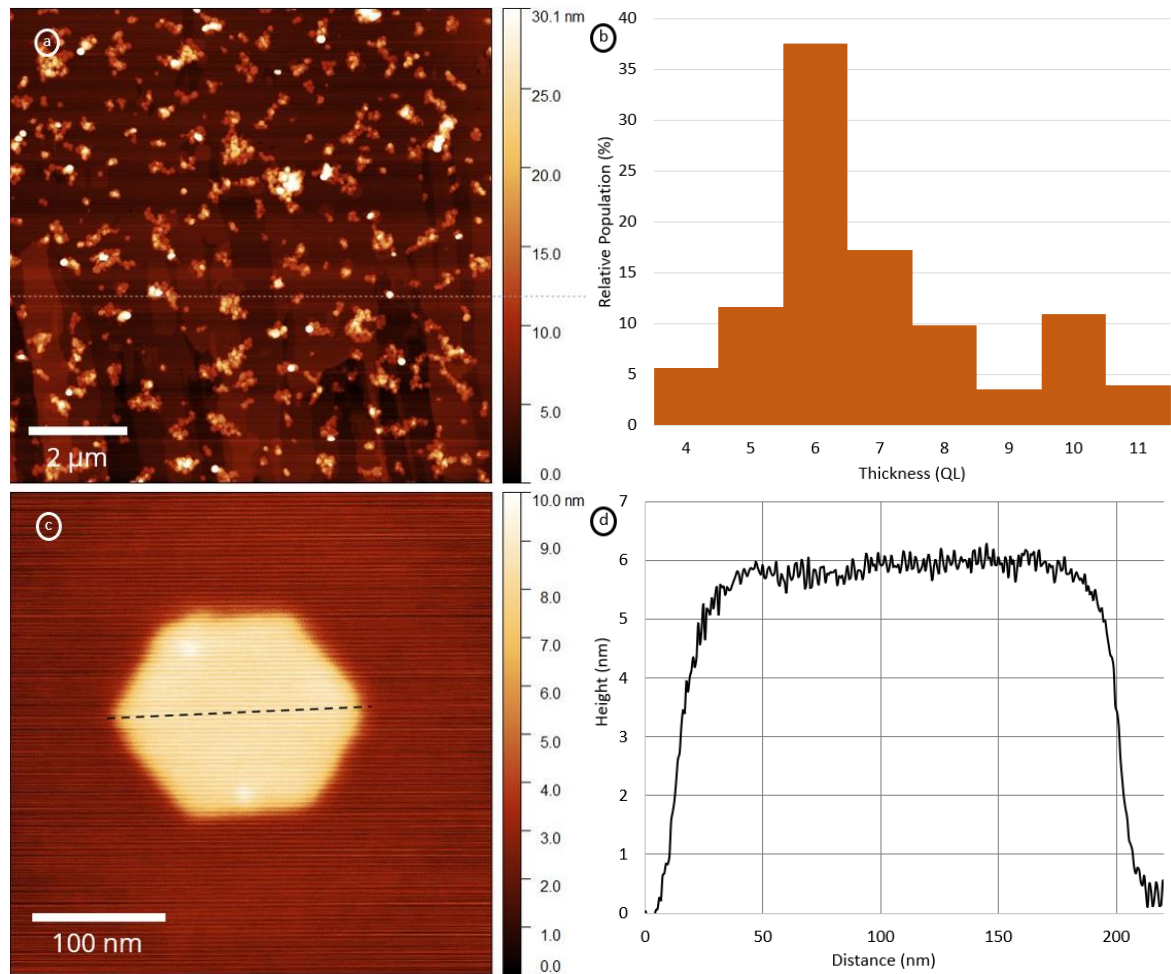 a
30.1 nm
25.0
20.0
15.0
10.0
5.0
0.0
2 μm
b
40
35
30
25
20
15
10
5
0
Relative Population (%)
4 5 6 7 8 9 10 11
Thickness (QL)
c
10.0 nm
9.0
8.0
7.0
6.0
5.0
4.0
3.0
2.0
1.0
0.0
100 nm
d
7
6
5
4
3
2
1
0
Height (nm)
0 50 100 150 200
Distance (nm)